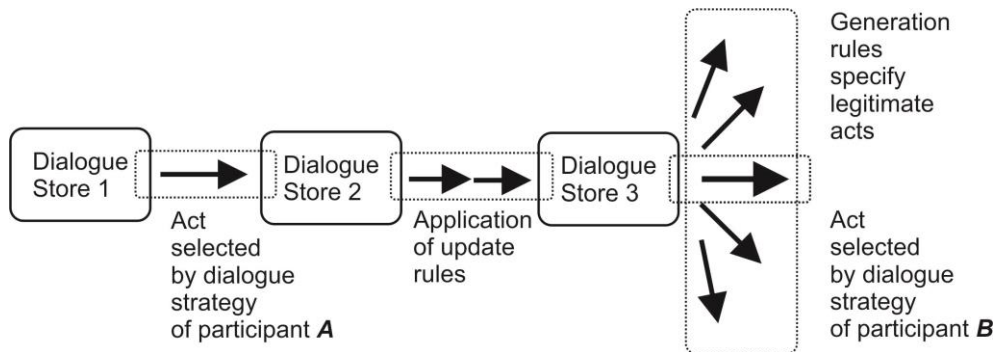 Dialogue
Store 1
Act
selected
by dialogue
strategy
of participant A
Dialogue
Store 2
Application
of update
rules
Dialogue
Store 3
Generation
rules
specify
legitimate
acts
Act
selected
by dialogue
strategy
of participant B